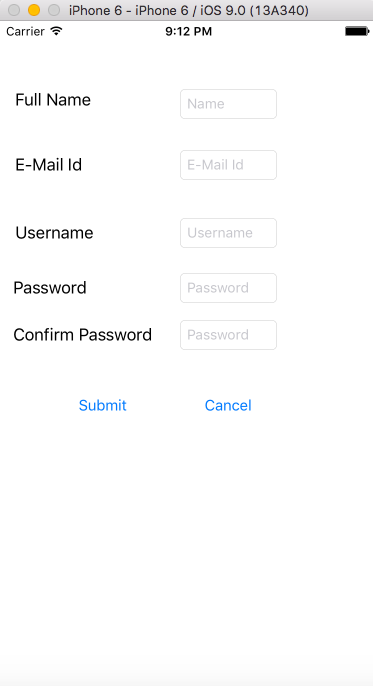 iPhone 6 - iPhone 6 / iOS 9.0 (13A340)
Carrier 9:12 PM
Full Name Name
E-Mail Id E-Mail Id
Username Username
Password Password
Confirm Password Password
Submit Cancel